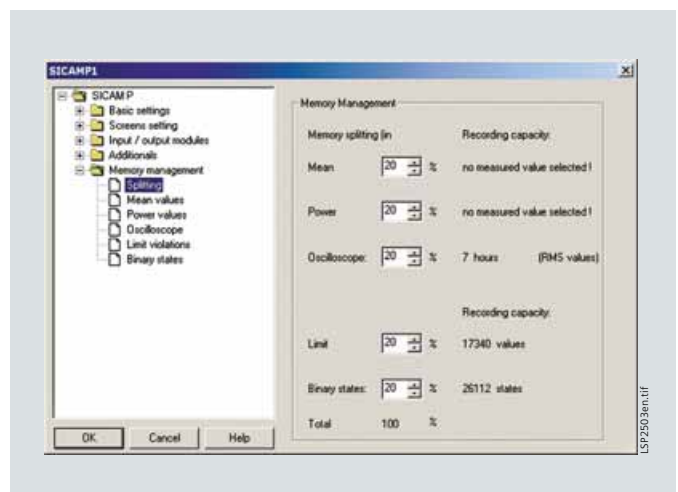 SICAMP1
SICAM P
Basic settings
Screens setting
Input / output modules
Additionals
Memory management
Splitting
Mean values
Power values
Oscilloscope
Limit violations
Binary states
OK
Cancel
Help
Memory Management
Memory splitting (in
Recording capacity:
Mean 20 % no measured value selected !
Power 20 % no measured value selected !
Oscilloscope: 20 % 7 hours (RMS values)
Recording capacity:
Limit 20 % 17340 values
Binary states: 20 % 26112 states
Total 100 %
LSP2503en.tif